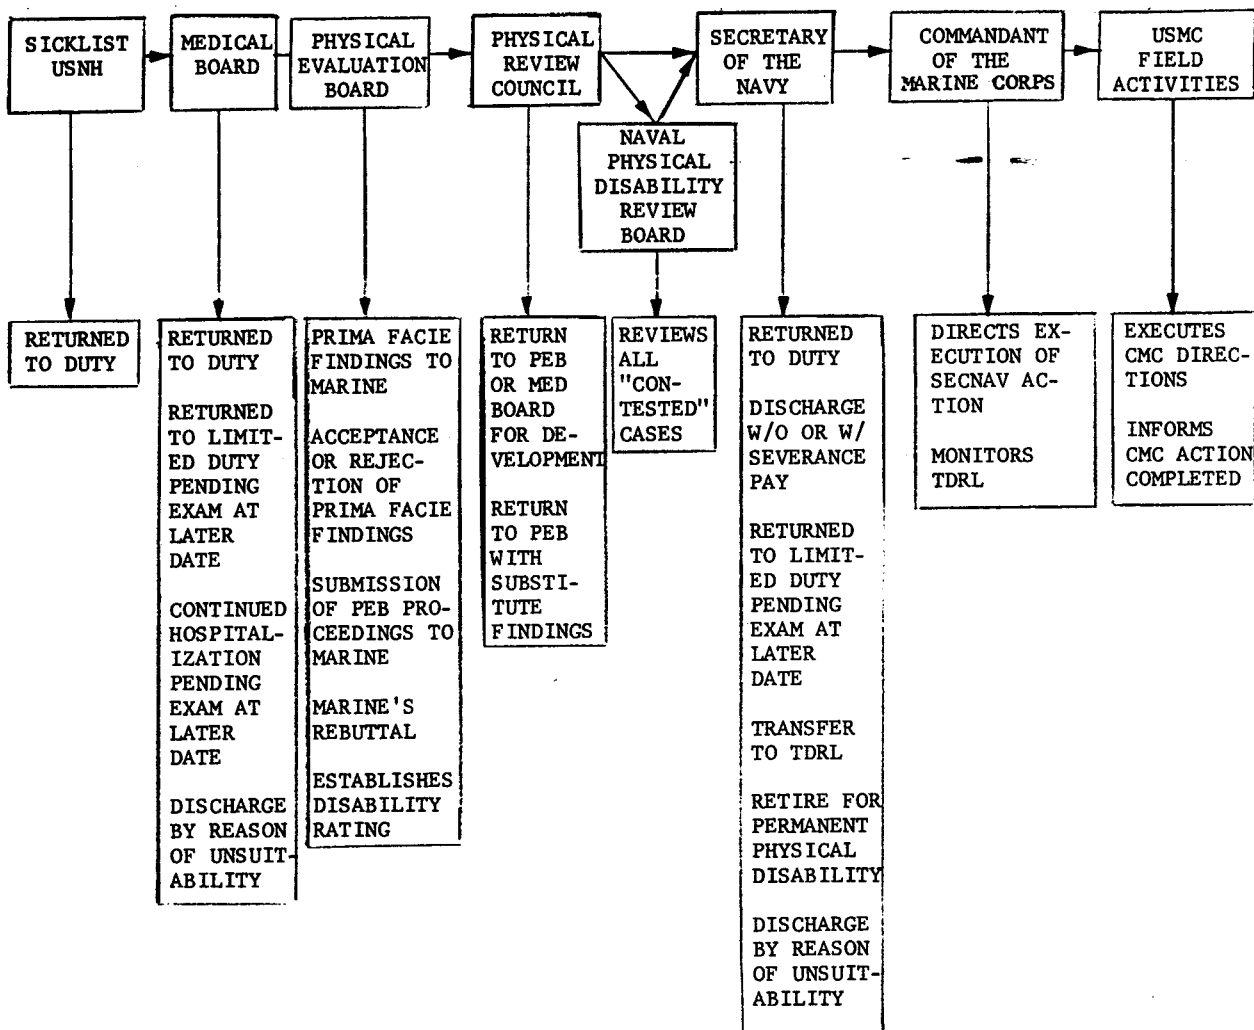 SICKLIST
USNH
MEDICAL
BOARD
PHYSICAL
EVALUATION
BOARD
PHYSICAL
REVIEW
COUNCIL
SECRETARY
OF THE
NAVY
COMMANDANT
OF THE
MARINE CORPS
USMC
FIELD
ACTIVITIES
NAVAL
PHYSICAL
DISABILITY
REVIEW
BOARD
RETURNED
TO DUTY
RETURNED
TO DUTY
RETURNED
TO LIMIT-
ED DUTY
PENDING
EXAM AT
LATER
DATE
CONTINUED
HOSPITAL-
IZATION
PENDING
EXAM AT
LATER
DATE
DISCHARGE
BY REASON
OF UNSUIT-
ABILITY
PRIMA FACIE
FINDINGS TO
MARINE
ACCEPTANCE
OR REJEC-
TION OF
PRIMA FACIE
FINDINGS
SUBMISSION
OF PEB PRO-
CEEDINGS TO
MARINE
MARINE'S
REBUTTAL
ESTABLISHES
DISABILITY
RATING
RETURN
TO PEB
OR MED
BOARD
FOR DE-
VELOPMENT
RETURN
TO PEB
WITH
SUBSTI-
TUTE
FINDINGS
REVIEWS
ALL
"CON-
TESTED"
CASES
RETURNED
TO DUTY
DISCHARGE
W/O OR W/
SEVERANCE
PAY
RETURNED
TO LIMIT-
ED DUTY
PENDING
EXAM AT
LATER
DATE
TRANSFER
TO TDRL
RETIRE FOR
PERMANENT
PHYSICAL
DISABILITY
DISCHARGE
BY REASON
OF UNSUIT-
ABILITY
DIRECTS EX-
ECUTION OF
SECNAV AC-
TION
MONITORS
TDRL
EXECUTES
CMC DIREC-
TIONS
INFORMS
CMC ACTION
COMPLETED